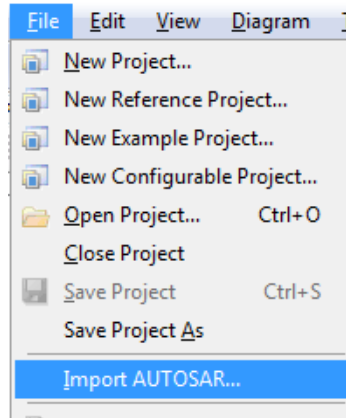 File Edit View Diagram
New Project...
New Reference Project...
New Example Project...
New Configurable Project...
Open Project... Ctrl+O
Close Project
Save Project Ctrl+S
Save Project As
Import AUTOSAR...